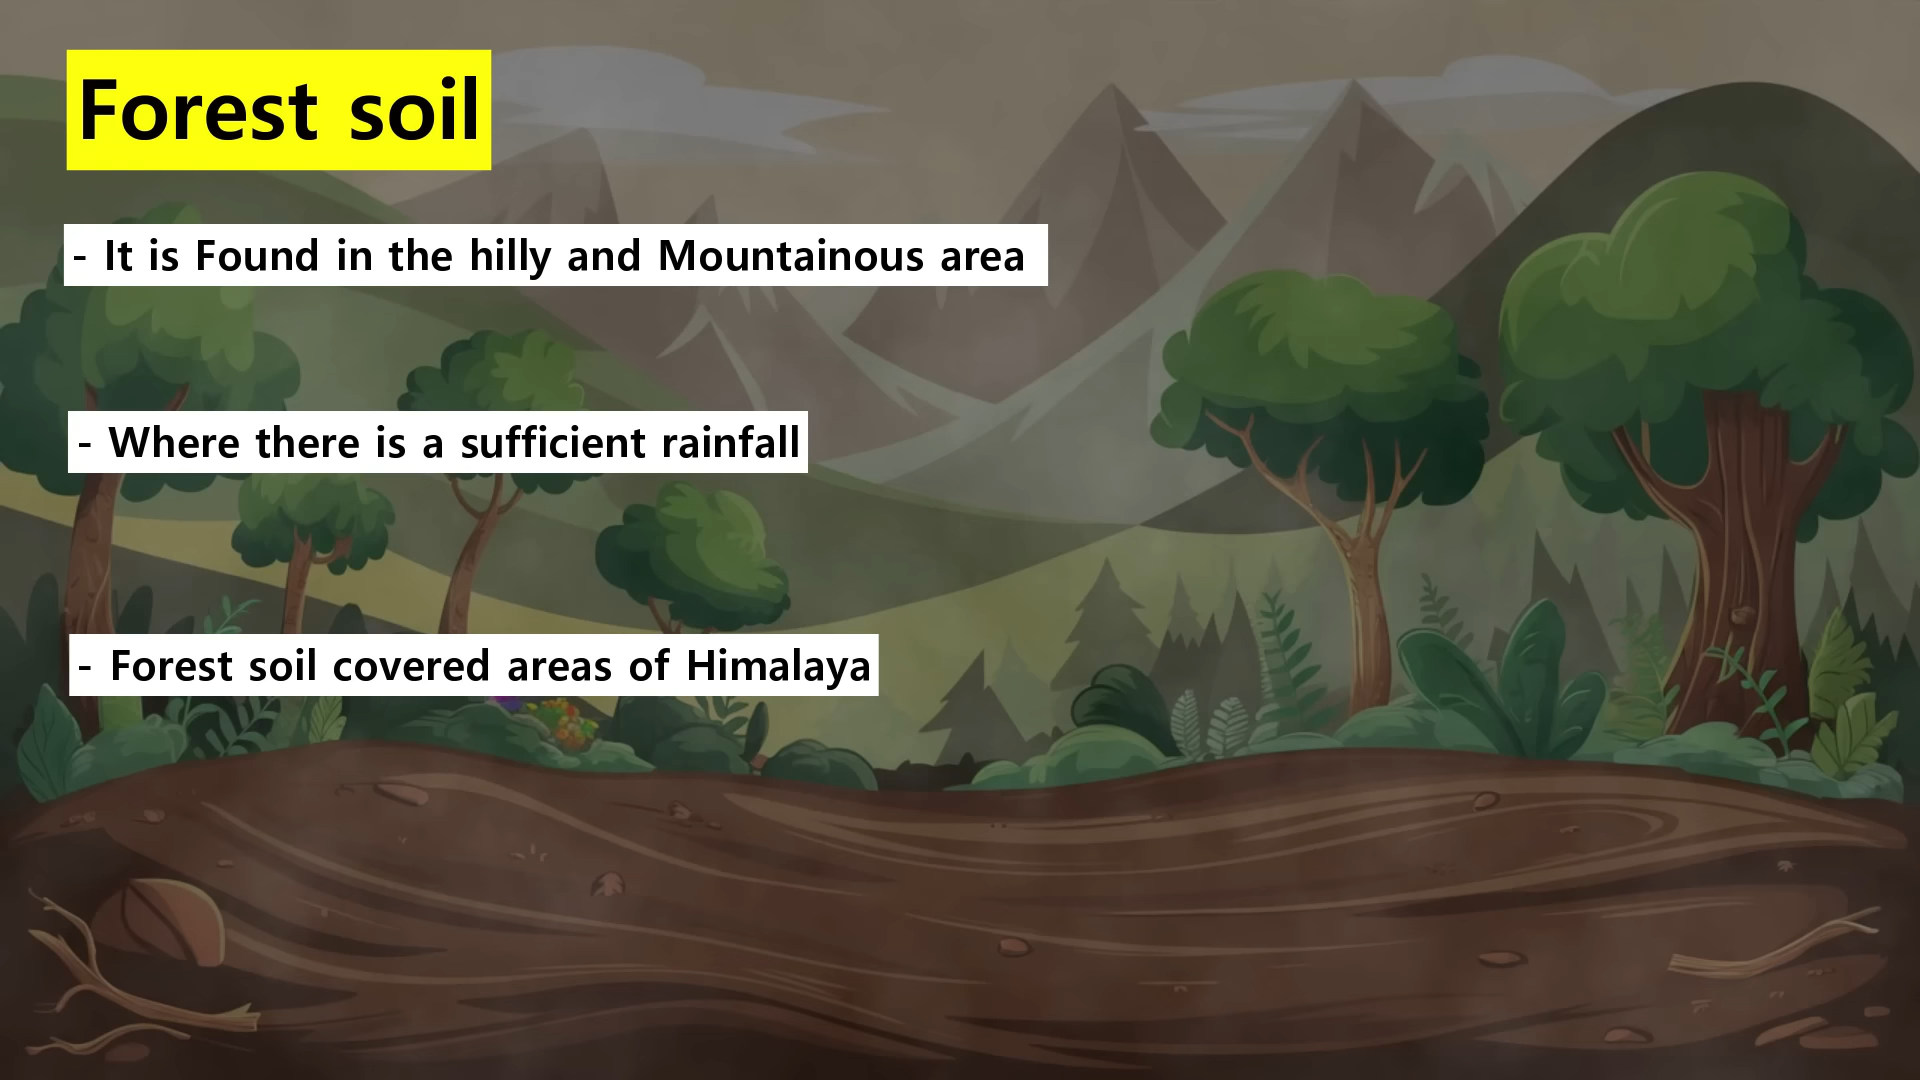 Forest soil
- It is Found in the hilly and Mountainous area
- Where there is a sufficient rainfall
- Forest soil covered areas of Himalaya